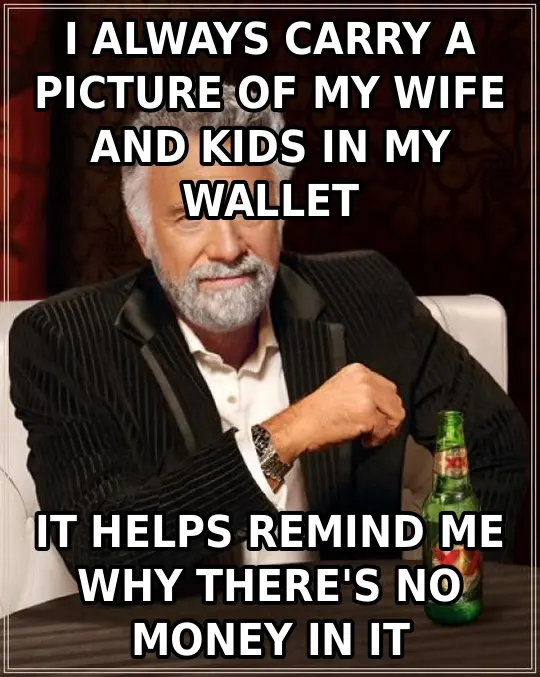 I ALWAYS CARRY A
PICTURE OF MY WIFE
AND KIDS IN MY
WALLET
XX
IT HELPS REMIND ME
WHY THERE'S NO
MONEY IN IT